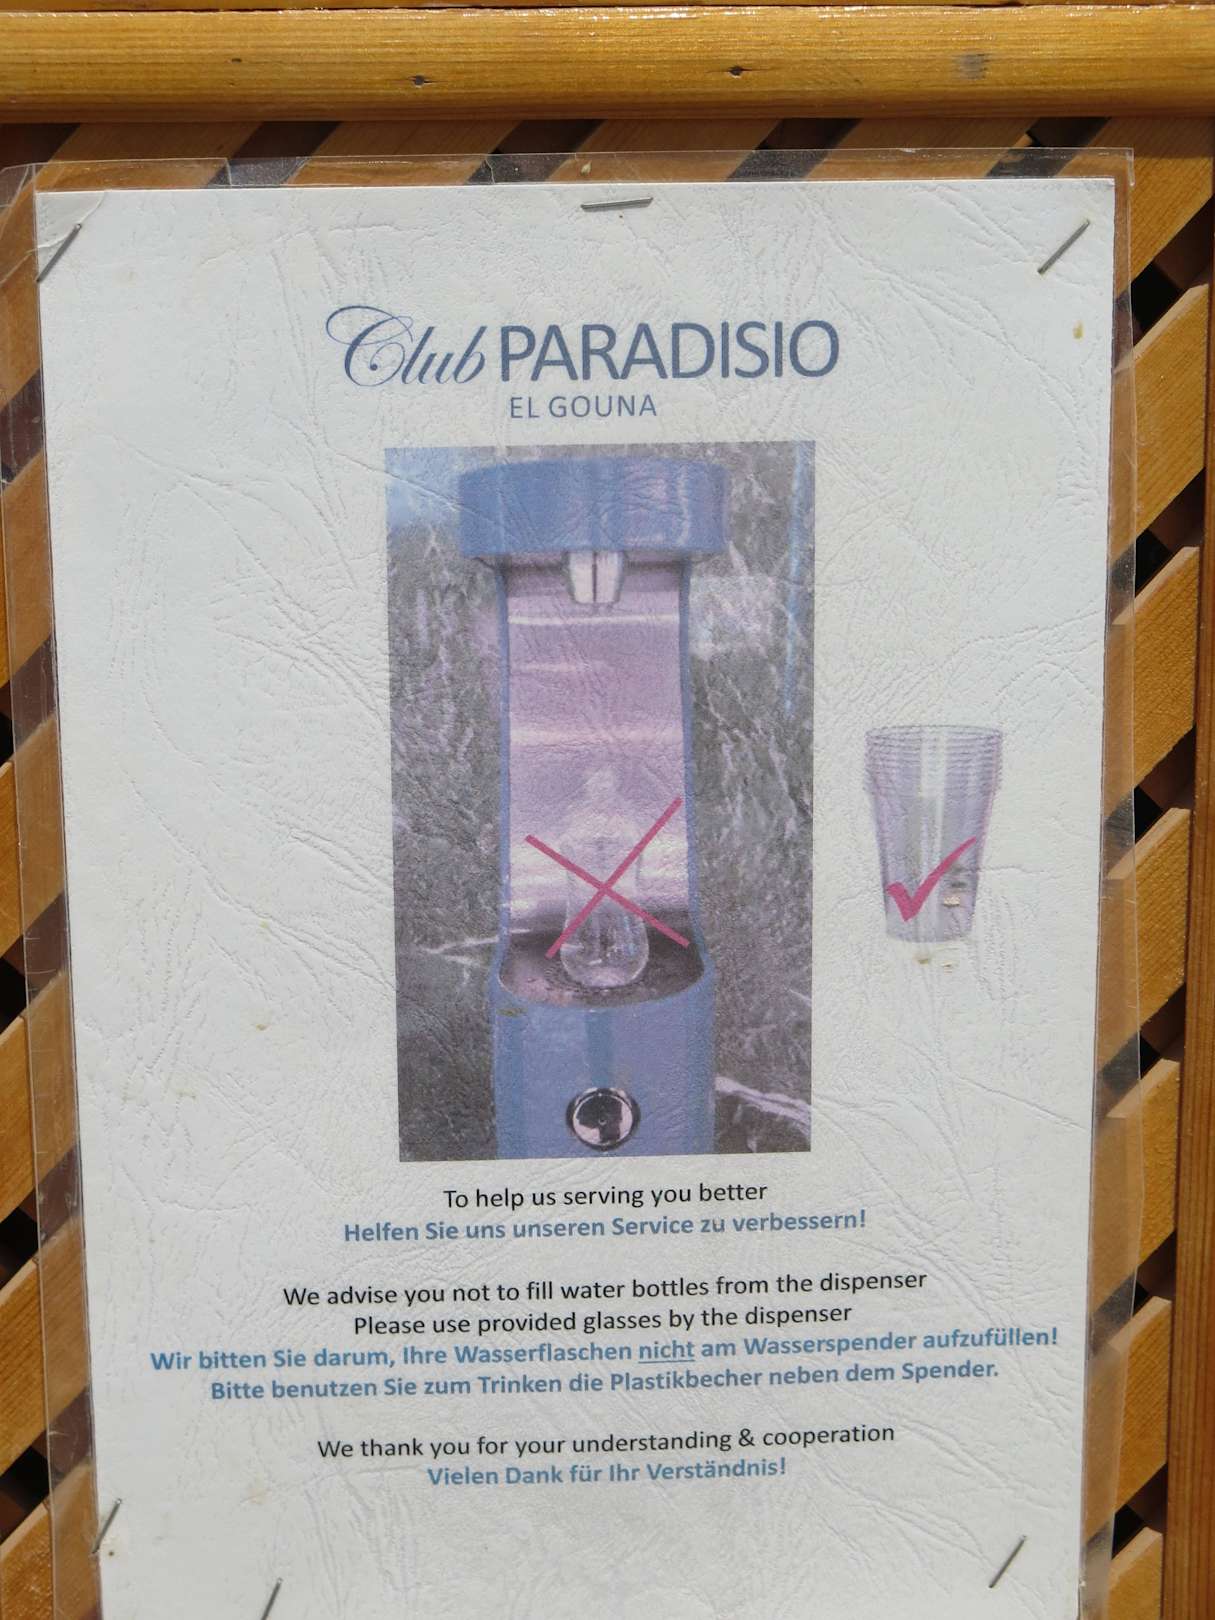 Club PARADISIO
EL GOUNA
To help us serving you better
Helfen Sie uns unseren Service zu verbessern!
We advise you not to fill water bottles from the dispenser
Please use provided glasses by the dispenser
Wir bitten Sie darum, Ihre Wasserflaschen nicht am Wasserspender aufzufüllen!
Bitte benutzen Sie zum Trinken die Plastikbecher neben dem Spender.
We thank you for your understanding & cooperation
Vielen Dank für Ihr Verständnis!